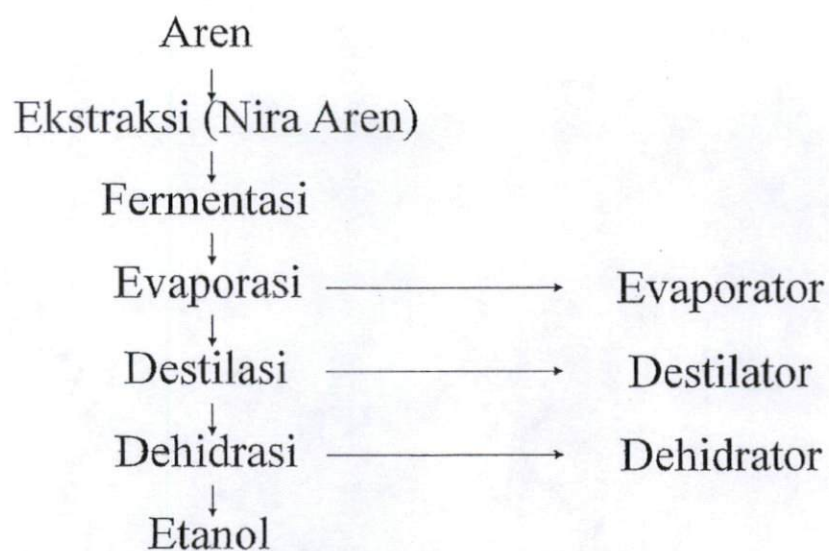 Aren
Ekstraksi (Nira Aren)
Fermentasi
Evaporasi
Evaporator
Destilasi
Destilator
Dehidrasi
Dehidrator
Etanol